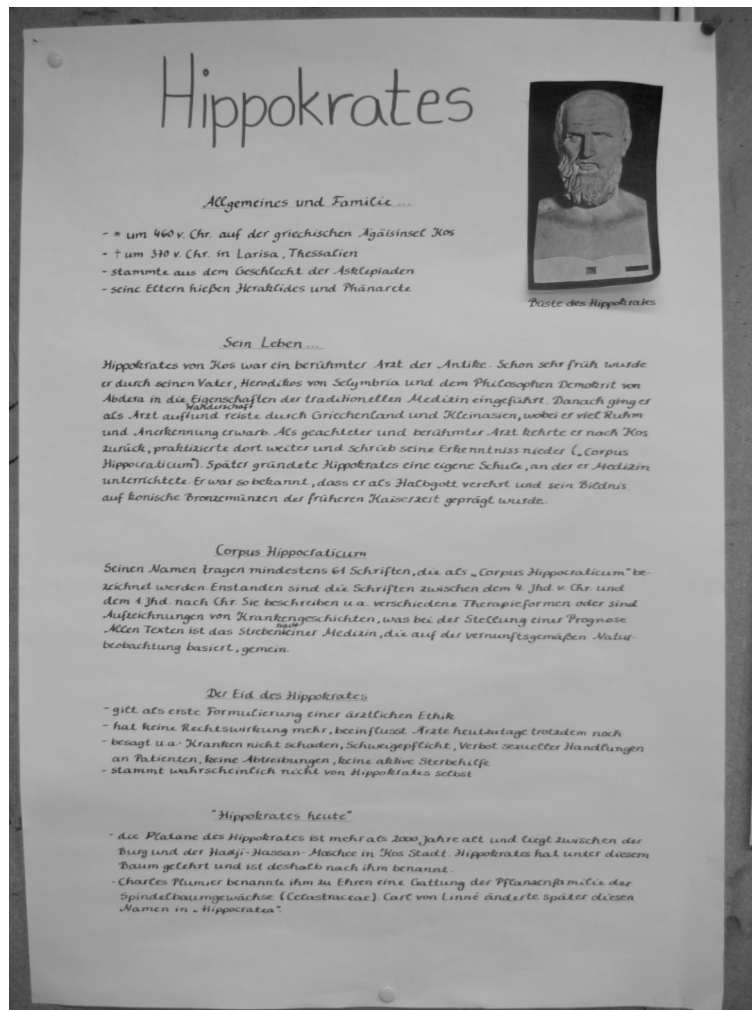 Hippokrates
Allgemeines und Familie ...
- * um 460 v. Chr. auf der griechischen Ägäisinsel Kos
- † um 370 v. Chr. in Larisa, Thessalien
- stammte aus dem Geschlecht der Asklepiaden
- seine Eltern hießen Heraklides und Phänarete
Büste des Hippokrates
Sein Leben ...
Hippokrates von Kos war ein berühmter Arzt der Antike. Schon sehr früh wurde
er durch seinen Vater, Herodikos von Selymbria und dem Philosophen Demokrit von
Abdera in die Eigenschaften der traditionellen Medizin eingeführt. Danach ging er
als Arzt auf Wanderschaft und reiste durch Griechenland und Kleinasien, wobei er viel Ruhm
und Anerkennung erwarb. Als geachteter und berühmter Arzt kehrte er nach Kos
zurück, praktizierte dort weiter und schrieb seine Erkenntniss nieder („Corpus
Hippocraticum"). Später gründete Hippokrates eine eigene Schule, an der er Medizin
unterrichtete. Er war so bekannt, dass er als Halbgott verehrt und sein Bildnis
auf konische Bronzemünzen der früheren Kaiserzeit geprägt wurde.
Corpus Hippocraticum
Seinen Namen tragen mindestens 61 Schriften, die als „Corpus Hippocraticum" be-
zeichnet werden. Enstanden sind die Schriften zwischen dem 4. Jhd. v. Chr. und
dem 1. Jhd. nach Chr. Sie beschreiben u.a. verschiedene Therapieformen oder sind
Aufzeichnungen von Krankengeschichten, was bei der Stellung einer Prognose
Allen Texten ist das Streben nach einer Medizin, die auf der vernunftsgemäßen Natur-
beobachtung basiert, gemein.
Der Eid des Hippokrates
- gilt als erste Formulierung einer ärztlichen Ethik
- hat keine Rechtswirkung mehr, beeinflusst Ärzte heutzutage trotzdem noch
- besagt u.a. Kranken nicht schaden, Schweigepflicht, Verbot sexueller Handlungen
an Patienten, keine Abtreibungen, keine aktive Sterbehilfe
- stammt wahrscheinlich nicht von Hippokrates selbst
"Hippokrates heute"
- die Platane des Hippokrates ist mehr als 2000 Jahre alt und liegt zwischen der
Burg und der Hadji-Hassan-Moschee in Kos Stadt. Hippokrates hat unter diesem
Baum gelehrt und ist deshalb nach ihm benannt.
- Charles Plumier benannte ihm zu Ehren eine Gattung der Pflanzenfamilie der
Spindelbaumgewächse (Celastraceae). Carl von Linné änderte später diesen
Namen in „Hippocratea".